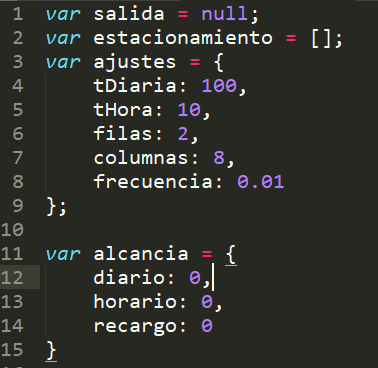 1 var salida = null;
2 var estacionamiento = [];
3 var ajustes = {
4     tDiaria: 100,
5     tHora: 10,
6     filas: 2,
7     columnas: 8,
8     frecuencia: 0.01
9 };
10
11 var alcancia = {
12     diario: 0,
13     horario: 0,
14     recargo: 0
15 }